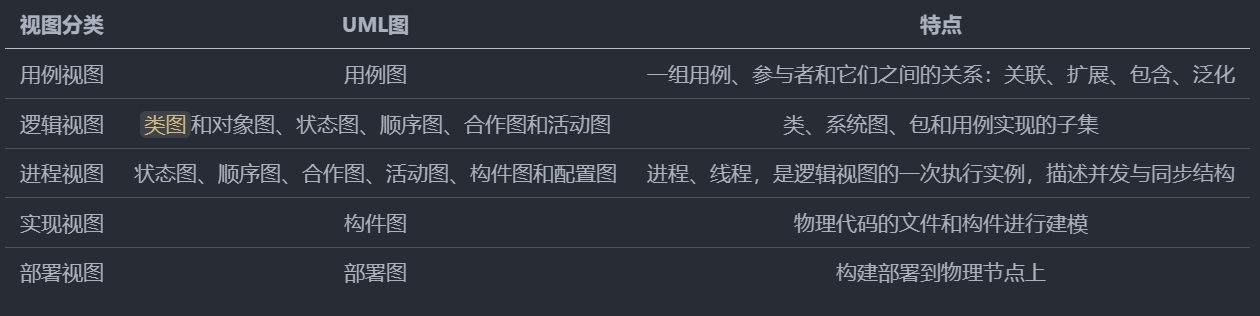 视图分类 UML图 特点
用例视图 用例图 一组用例、参与者和它们之间的关系：关联、扩展、包含、泛化
逻辑视图 类图和对象图、状态图、顺序图、合作图和活动图 类、系统图、包和用例实现的子集
进程视图 状态图、顺序图、合作图、活动图、构件图和配置图 进程、线程，是逻辑视图的一次执行实例，描述并发与同步结构
实现视图 构件图 物理代码的文件和构件进行建模
部署视图 部署图 构建部署到物理节点上